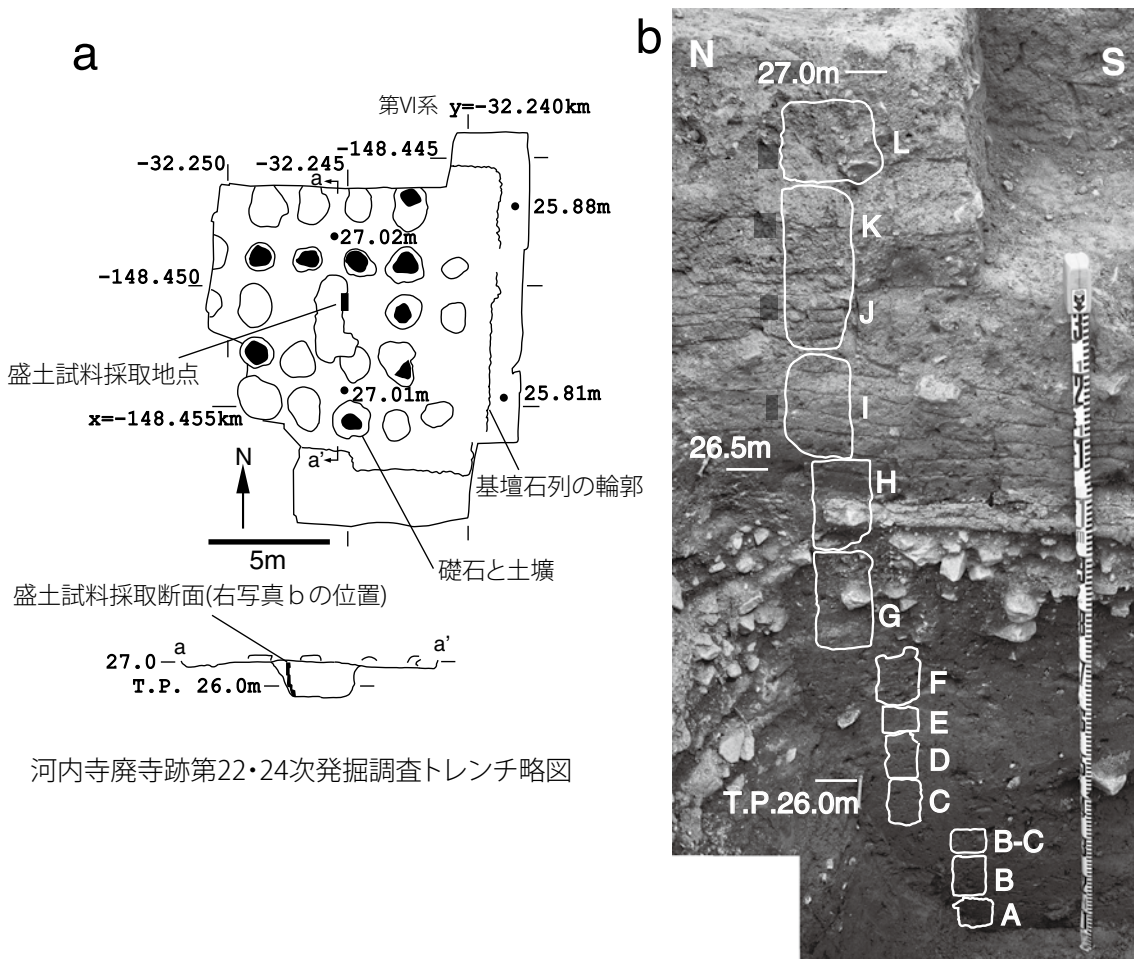 a
第VI系 y=-32.240km
-32.250
-32.245
-148.445
a
25.88m
27.02m
-148.450
盛土試料採取地点
27.01m
25.81m
x=-148.455km
a'
N
基壇石列の輪郭
5m
礎石と土壙
盛土試料採取断面(右写真bの位置)
27.0
a
a'
T.P. 26.0m
河内寺廃寺跡第22・24次発掘調査トレンチ略図
b
N
S
27.0m
L
K
J
I
26.5m
H
G
F
E
D
T.P.26.0m
C
B-C
B
A